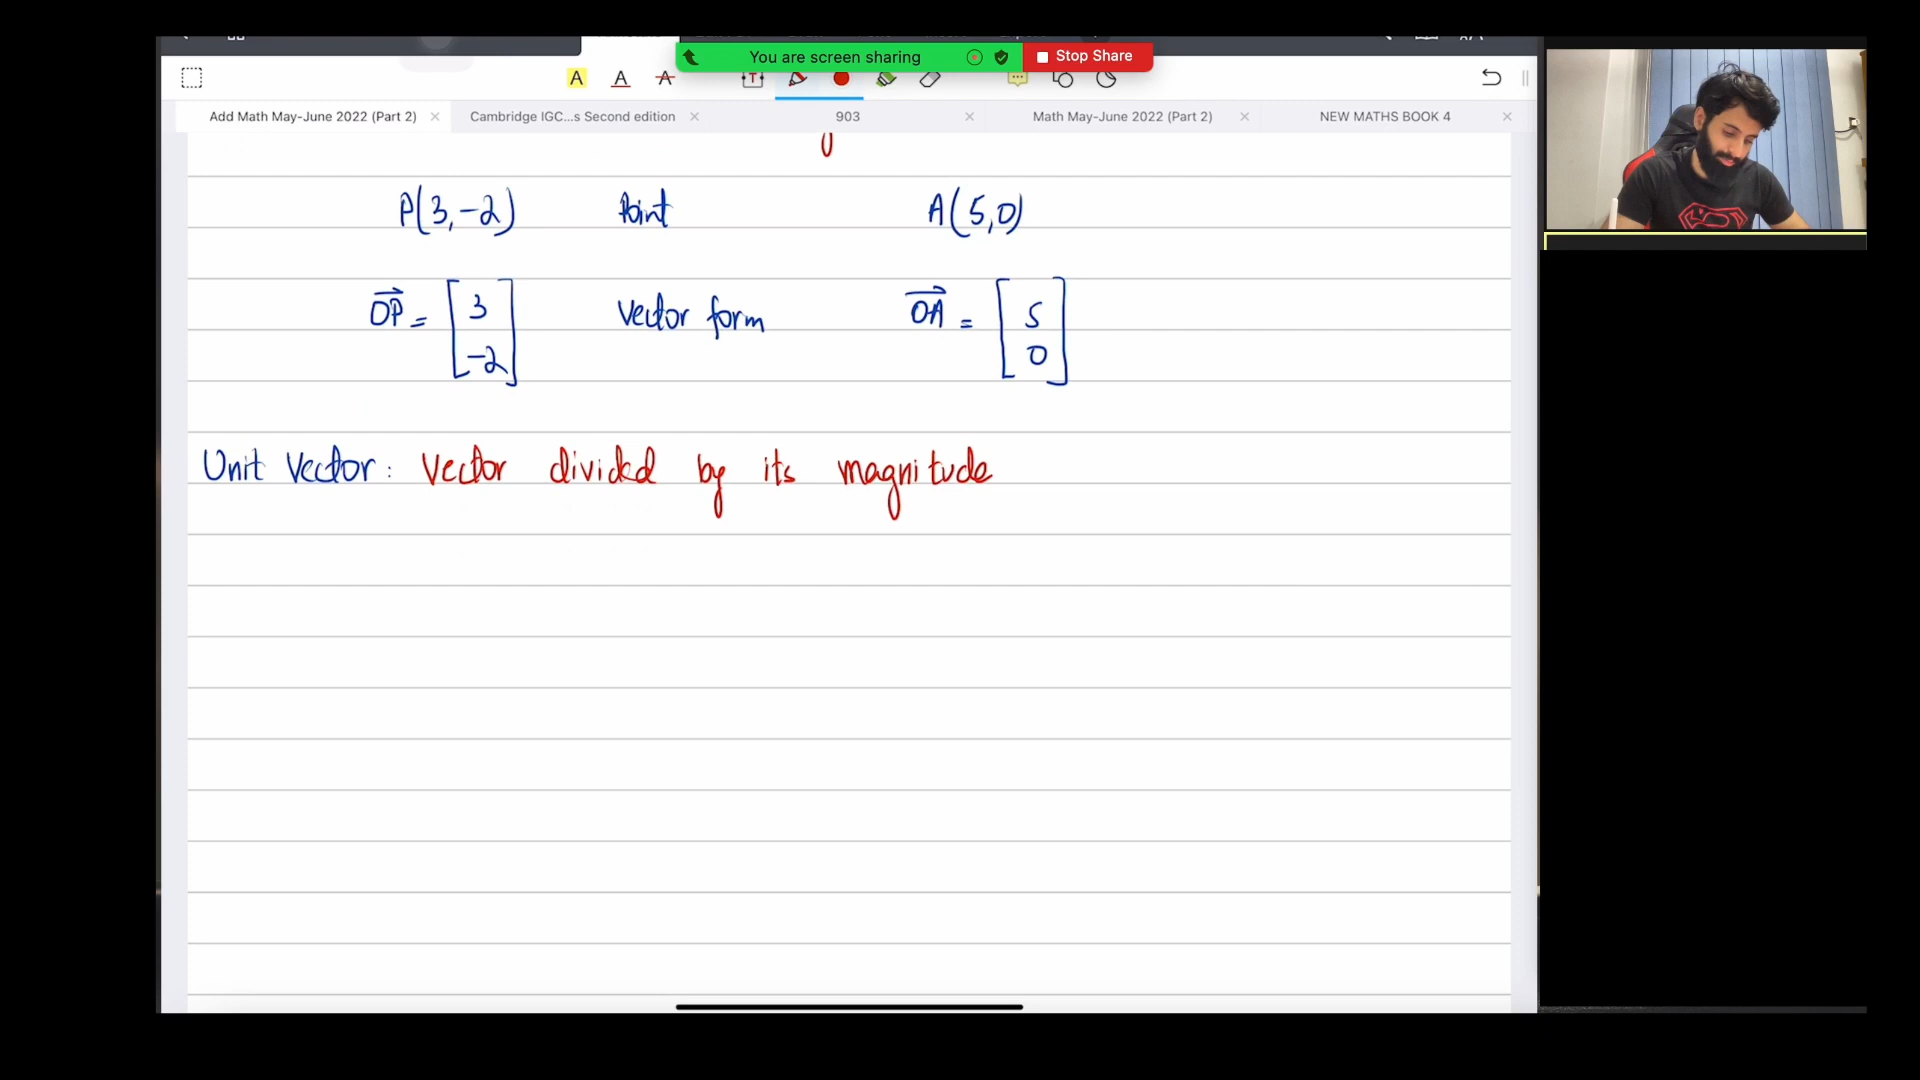 You are screen sharing Stop Share
A A A T
Add Math May-June 2022 (Part 2) Cambridge IGC...s Second edition 903 Math May-June 2022 (Part 2) NEW MATHS BOOK 4
P(3,-2) Point A(5,0)
OP = [3 -2] Vector form OA = [5 0]
Unit Vector: Vector divided by its magnitude